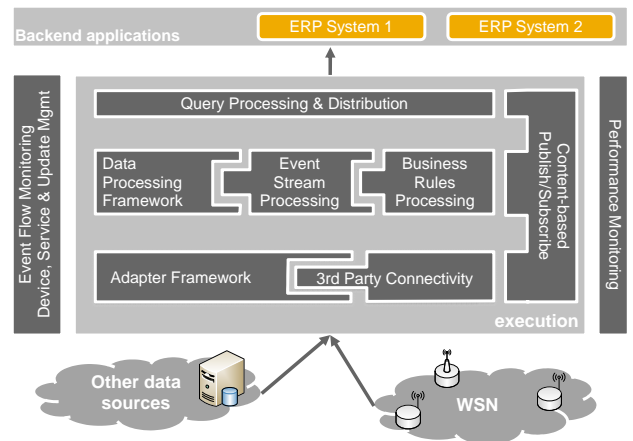 Backend applications
ERP System 1
ERP System 2
Event Flow Monitoring
Device, Service & Update Mgmt
Query Processing & Distribution
Data
Processing
Framework
Event
Stream
Processing
Business
Rules
Processing
Content-based
Publish/Subscribe
Performance Monitoring
Adapter Framework
3rd Party Connectivity
execution
Other data
sources
WSN